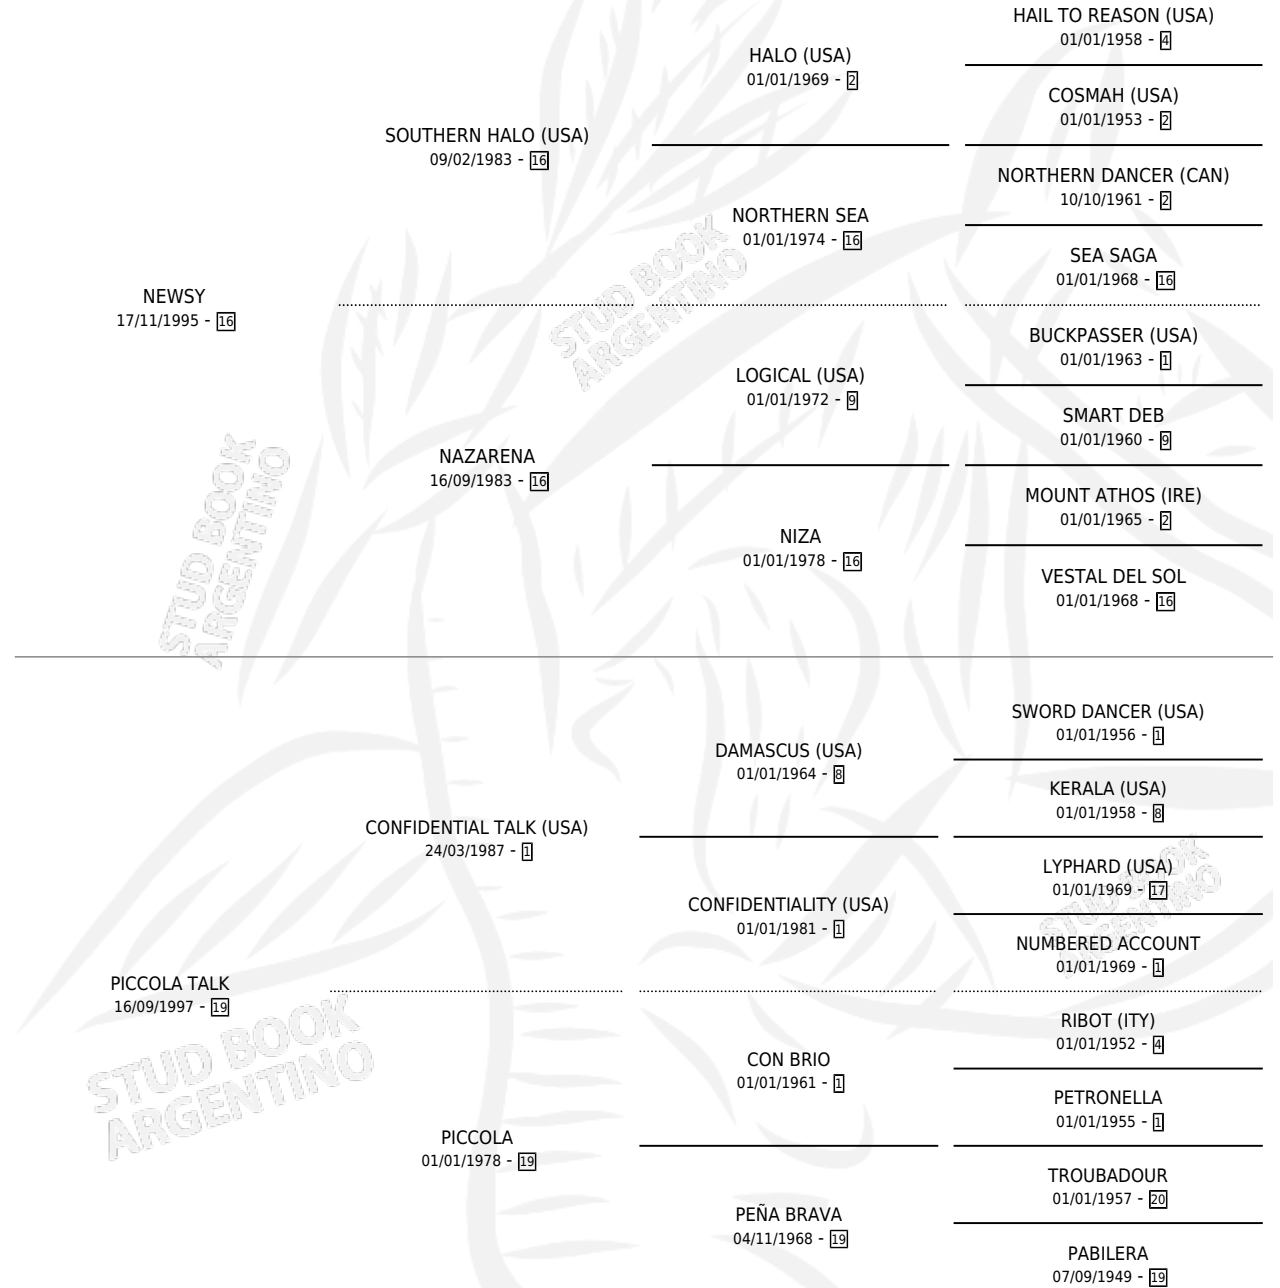 HAIL TO REASON (USA)
01/01/1958 - 4
HALO (USA)
01/01/1969 - 2
COSMAH (USA)
01/01/1953 - 2
SOUTHERN HALO (USA)
09/02/1983 - 16
NORTHERN DANCER (CAN)
10/10/1961 - 2
NORTHERN SEA
01/01/1974 - 16
SEA SAGA
01/01/1968 - 16
NEWSY
17/11/1995 - 16
BUCKPASSER (USA)
01/01/1963 - 1
LOGICAL (USA)
01/01/1972 - 9
SMART DEB
01/01/1960 - 9
NAZARENA
16/09/1983 - 16
MOUNT ATHOS (IRE)
01/01/1965 - 2
NIZA
01/01/1978 - 16
VESTAL DEL SOL
01/01/1968 - 16
SWORD DANCER (USA)
01/01/1956 - 1
DAMASCUS (USA)
01/01/1964 - 8
KERALA (USA)
01/01/1958 - 8
CONFIDENTIAL TALK (USA)
24/03/1987 - 1
LYPHARD (USA)
01/01/1969 - 17
CONFIDENTIALITY (USA)
01/01/1981 - 1
NUMBERED ACCOUNT
01/01/1969 - 1
PICCOLA TALK
16/09/1997 - 19
RIBOT (ITY)
01/01/1952 - 4
CON BRIO
01/01/1961 - 1
PETRONELLA
01/01/1955 - 1
PICCOLA
01/01/1978 - 19
TROUBADOUR
01/01/1957 - 20
PEÑA BRAVA
04/11/1968 - 19
PABILERA
07/09/1949 - 19
STUD BOOK
ARGENTINO
STUD BOOK
ARGENTINO
STUD BOOK
ARGENTINO
STUD BOOK
ARGENTINO